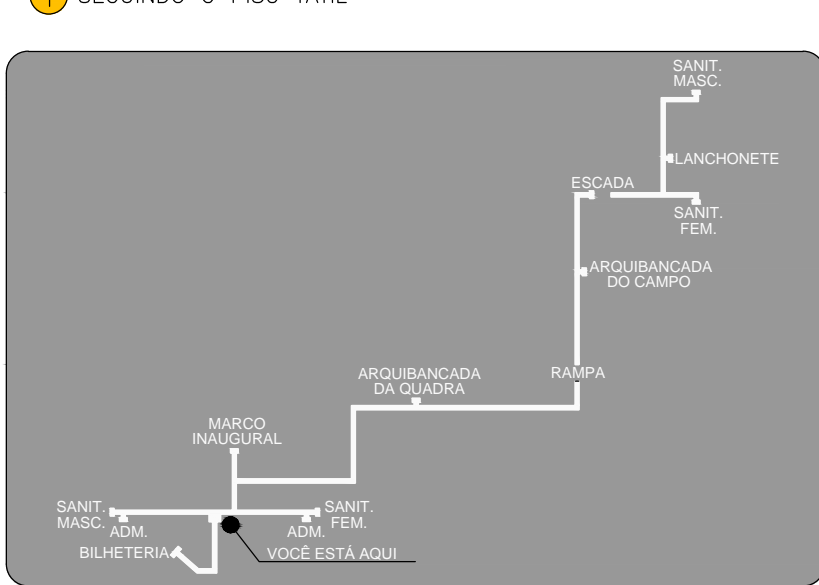 SANIT.
MASC.
LANCHONETE
ESCADA
SANIT.
FEM.
ARQUIBANCADA
DO CAMPO
RAMPA
ARQUIBANCADA
DA QUADRA
MARCO
INAUGURAL
SANIT.
MASC.
ADM.
ADM.
SANIT.
FEM.
BILHETERIA
VOCÊ ESTÁ AQUI